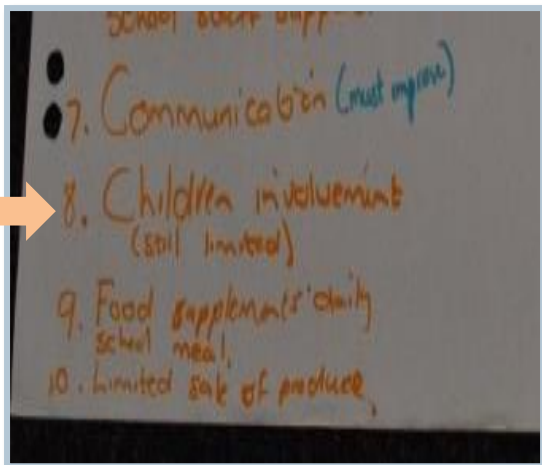 School
7. Communication (must improve)
8. Children involvement
(still limited)
9. Food supplements daily
school meal.
10. Limited sale of produce,